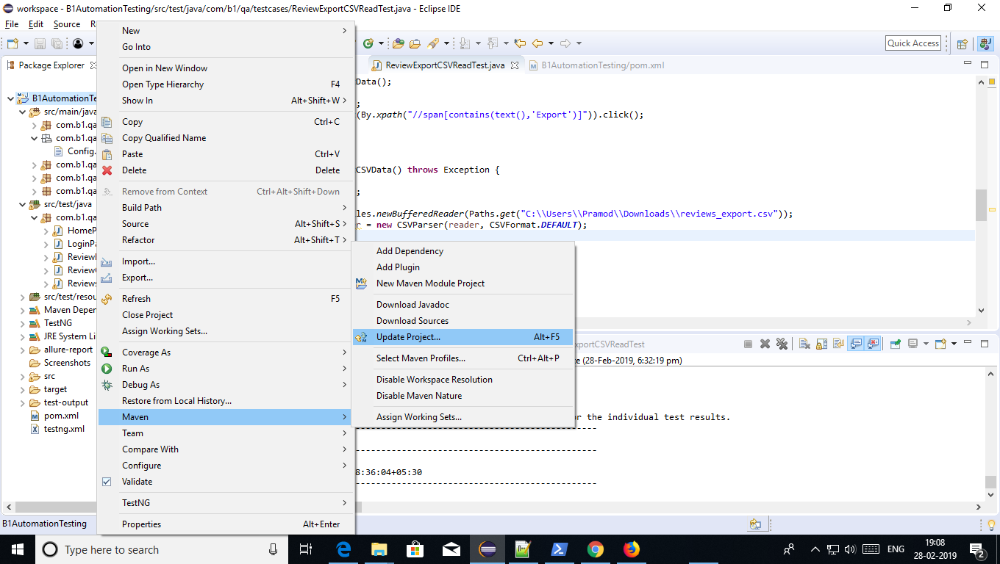 workspace - B1AutomationTesting/src/test/java/com/b1/qa/testcases/ReviewExportCSVReadTest.java - Eclipse IDE
File Edit Source
Quick Access
Package Explorer
ReviewExportCSVReadTest.java
B1AutomationTesting/pom.xml
B1AutomationTe
src/main/java
com.b1.qa
com.b1.qa
Config.
com.b1.qa
com.b1.qa
com.b1.qa
src/test/java
com.b1.qa
HomeP
LoginPa
ReviewE
ReviewC
Reviews
src/test/resou
Maven Depen
TestNG
JRE System Li
allure-report
Screenshots
src
target
test-output
pom.xml
testng.xml
New
Go Into
Open in New Window
Open Type Hierarchy F4
Show In Alt+Shift+W
Copy Ctrl+C
Copy Qualified Name
Paste Ctrl+V
Delete Delete
Remove from Context Ctrl+Alt+Shift+Down
Build Path
Source Alt+Shift+S
Refactor Alt+Shift+T
Import...
Export...
Refresh F5
Close Project
Assign Working Sets...
Coverage As
Run As
Debug As
Restore from Local History...
Maven
Team
Compare With
Configure
Validate
TestNG
Properties Alt+Enter
Add Dependency
Add Plugin
New Maven Module Project
Download Javadoc
Download Sources
Update Project... Alt+F5
Select Maven Profiles... Ctrl+Alt+P
Disable Workspace Resolution
Disable Maven Nature
Assign Working Sets...
Data();
;
(By.xpath("//span[contains(text(),'Export')]")).click();
CSVData() throws Exception {
;
les.newBufferedReader(Paths.get("C:\\Users\\Pramod\\Downloads\\reviews_export.csv"));
r = new CSVParser(reader, CSVFormat.DEFAULT);
xportCSVReadTest
e (28-Feb-2019, 6:32:19 pm)
or the individual test results.
------------------------------------------
------------------------------------------
8:36:04+05:30
------------------------------------------
B1AutomationTesting
Type here to search
ENG
19:08
28-02-2019
2